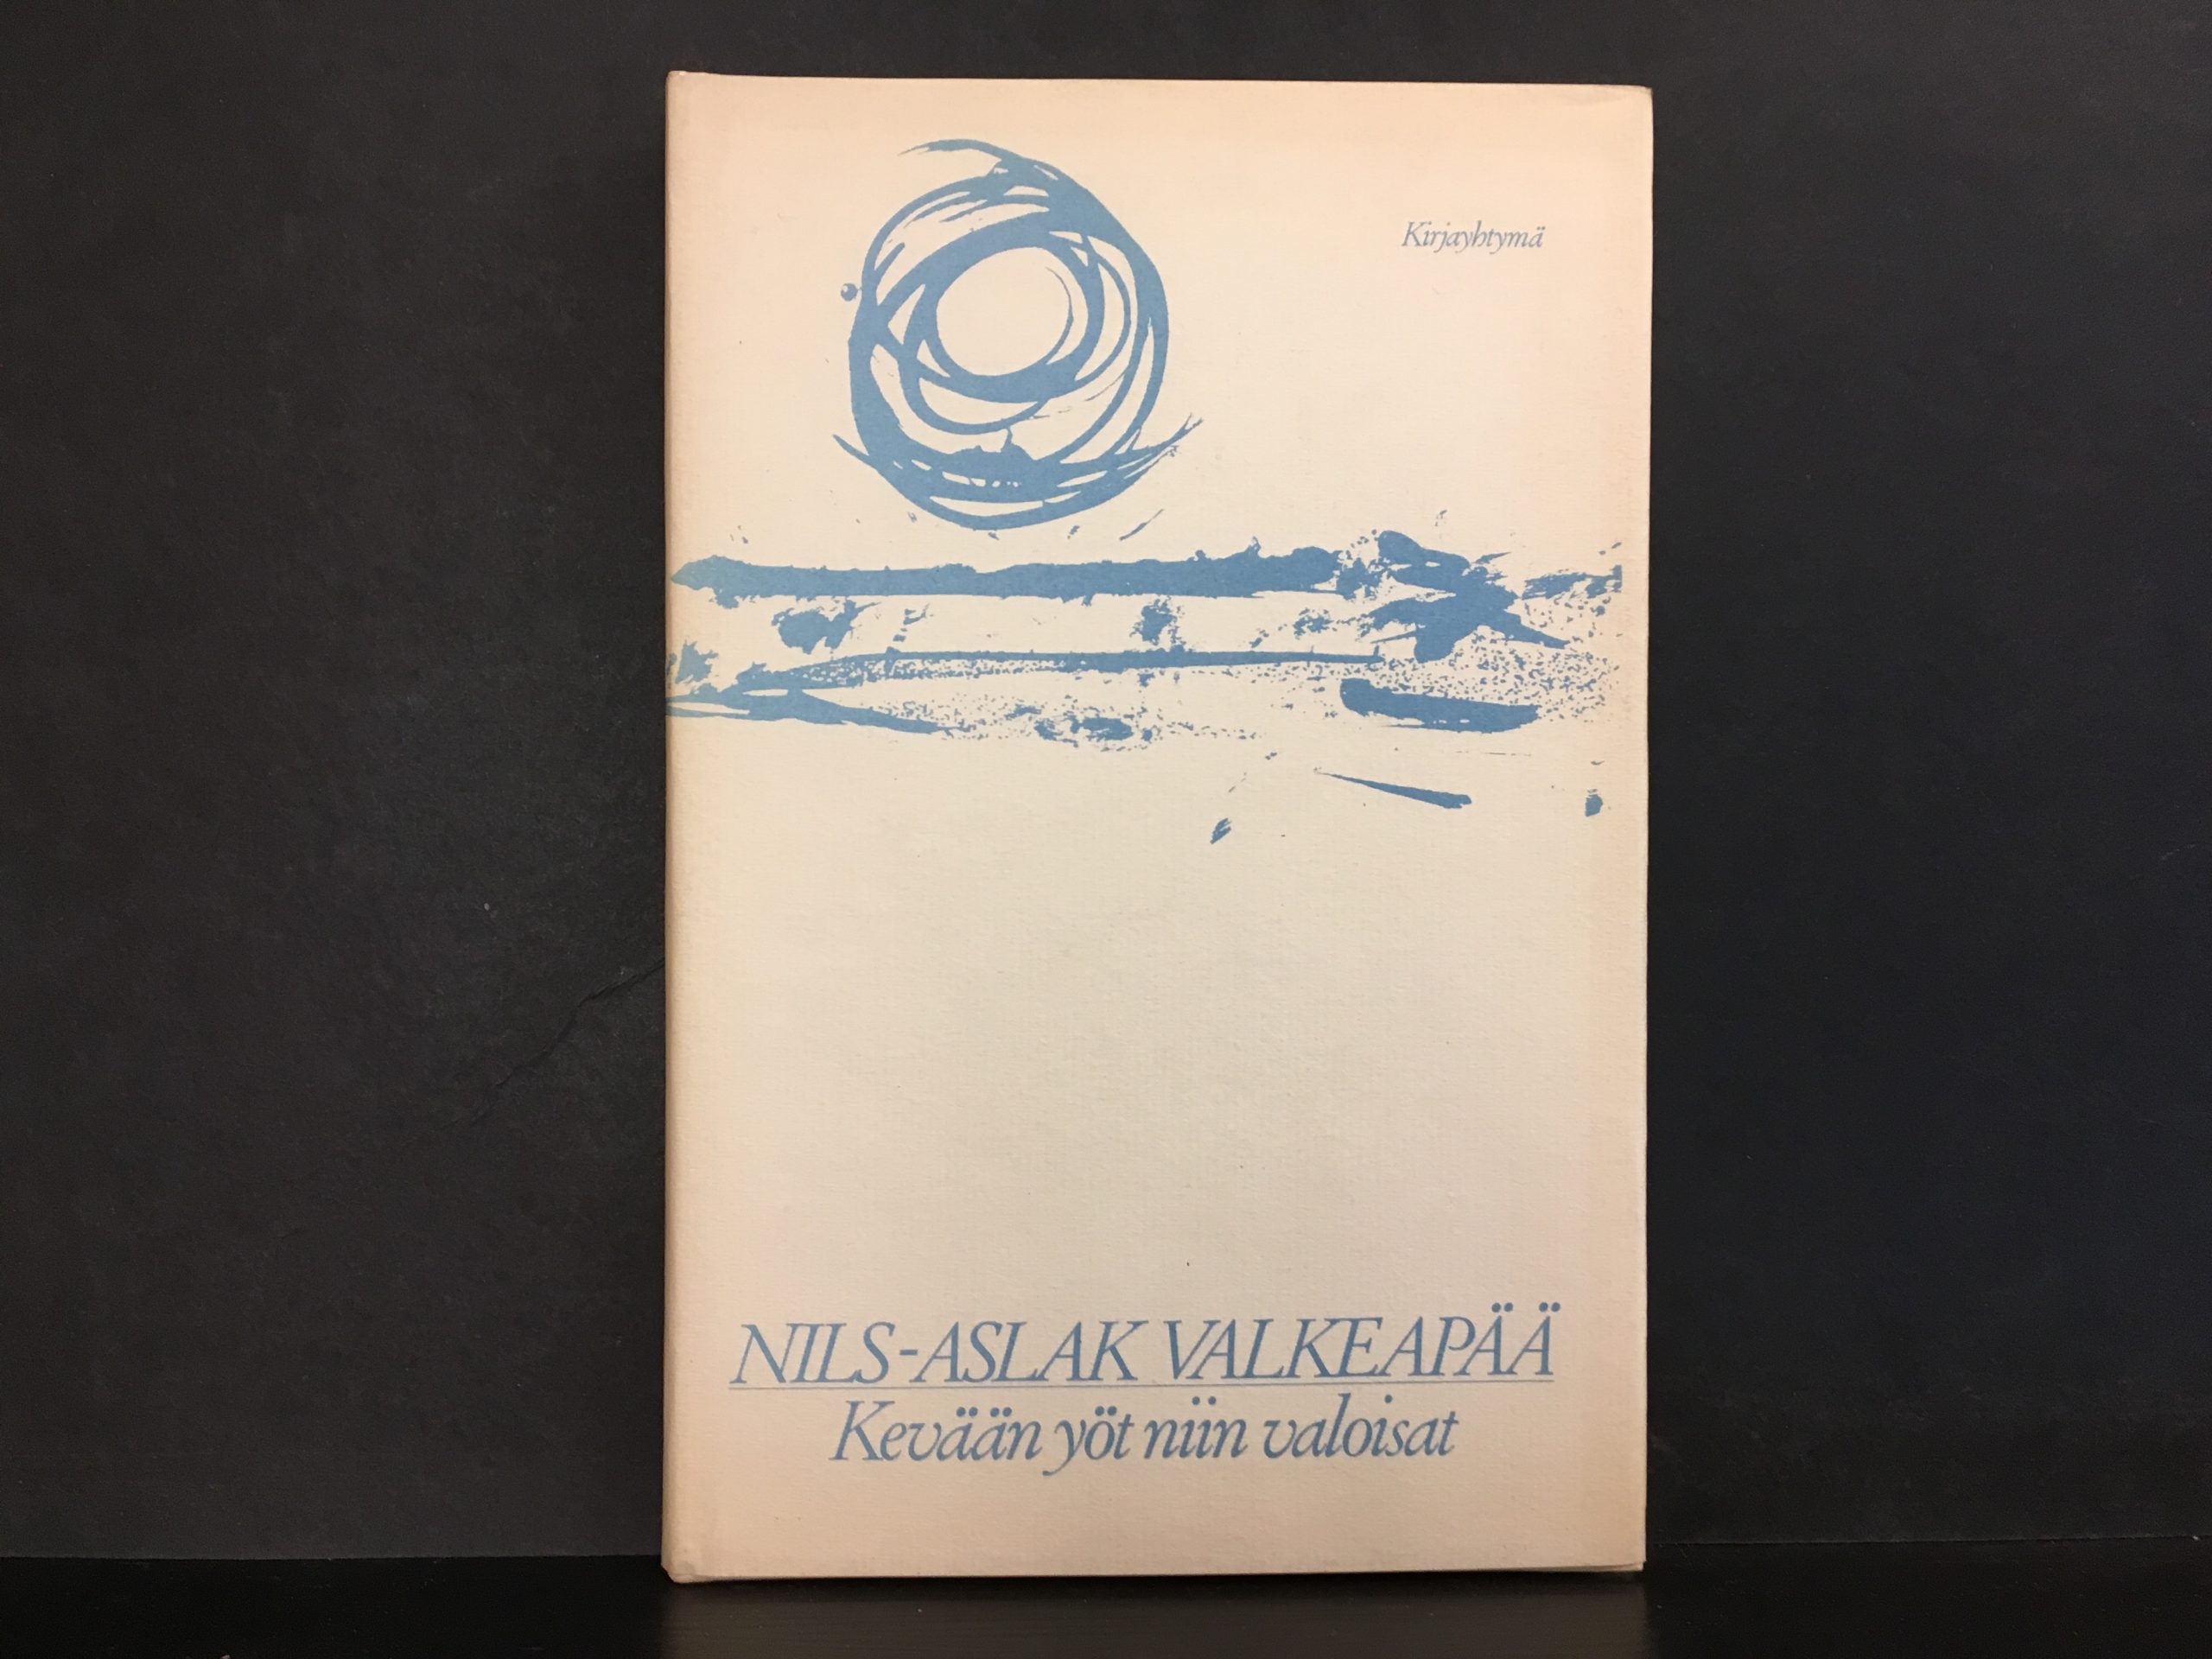 Kirjayhtymä
NILS-ASLAK VALKEAPÄÄ
Kevään yöt niin valoisat